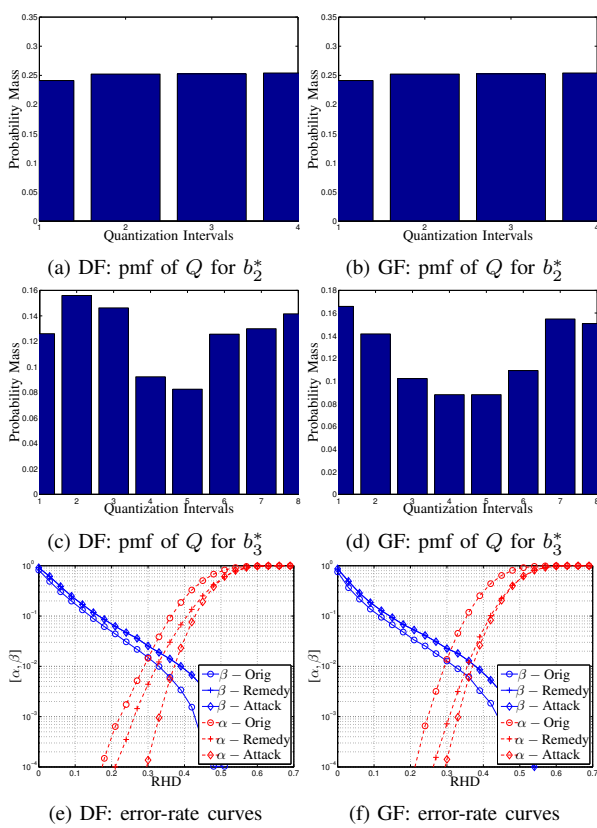 0.35
0.3
0.25
0.2
0.15
0.1
0.05
0
Probability Mass
1 2 3 4
Quantization Intervals
(a) DF: pmf of Q for b₂*
0.35
0.3
0.25
0.2
0.15
0.1
0.05
0
Probability Mass
1 2 3 4
Quantization Intervals
(b) GF: pmf of Q for b₂*
0.16
0.14
0.12
0.1
0.08
0.06
0.04
0.02
0
Probability Mass
1 2 3 4 5 6 7 8
Quantization Intervals
(c) DF: pmf of Q for b₃*
0.18
0.16
0.14
0.12
0.1
0.08
0.06
0.04
0.02
0
Probability Mass
1 2 3 4 5 6 7 8
Quantization Intervals
(d) GF: pmf of Q for b₃*
10⁰
10⁻¹
10⁻²
10⁻³
10⁻⁴
[α, β]
β − Orig
β − Remedy
β − Attack
α − Orig
α − Remedy
α − Attack
0 0.1 0.2 0.3 0.4 0.5 0.6 0.7
RHD
(e) DF: error-rate curves
10⁰
10⁻¹
10⁻²
10⁻³
10⁻⁴
[α, β]
β − Orig
β − Remedy
β − Attack
α − Orig
α − Remedy
α − Attack
0 0.1 0.2 0.3 0.4 0.5 0.6 0.7
RHD
(f) GF: error-rate curves